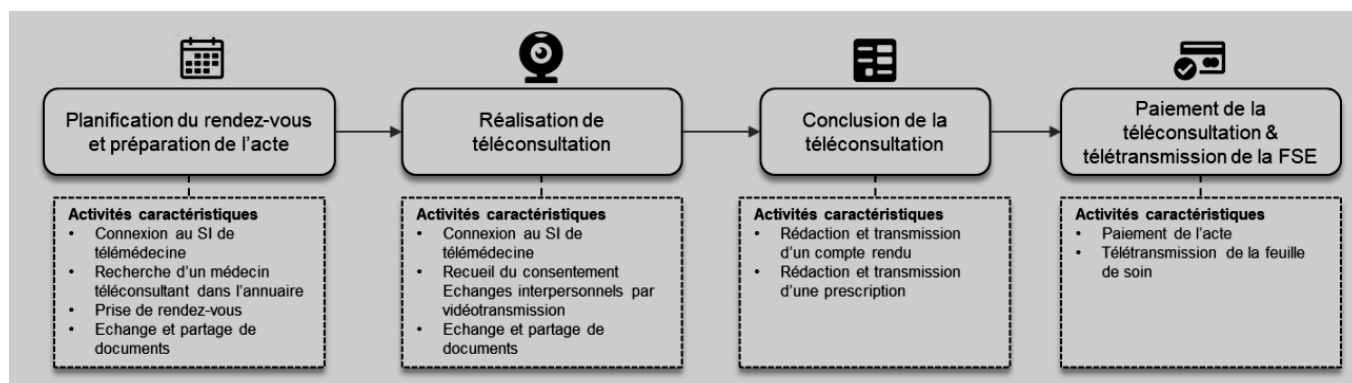 Planification du rendez-vous
et préparation de l'acte
Réalisation de
téléconsultation
Conclusion de la
téléconsultation
Paiement de la
téléconsultation &
télétransmission de la FSE
Activités caractéristiques
• Connexion au SI de
télémédecine
• Recherche d'un médecin
téléconsultant dans l'annuaire
• Prise de rendez-vous
• Echange et partage de
documents
Activités caractéristiques
• Connexion au SI de
télémédecine
• Recueil du consentement
Echanges interpersonnels par
vidéotransmission
• Echange et partage de
documents
Activités caractéristiques
• Rédaction et transmission
d'un compte rendu
• Rédaction et transmission
d'une prescription
Activités caractéristiques
• Paiement de l'acte
• Télétransmission de la feuille
de soin